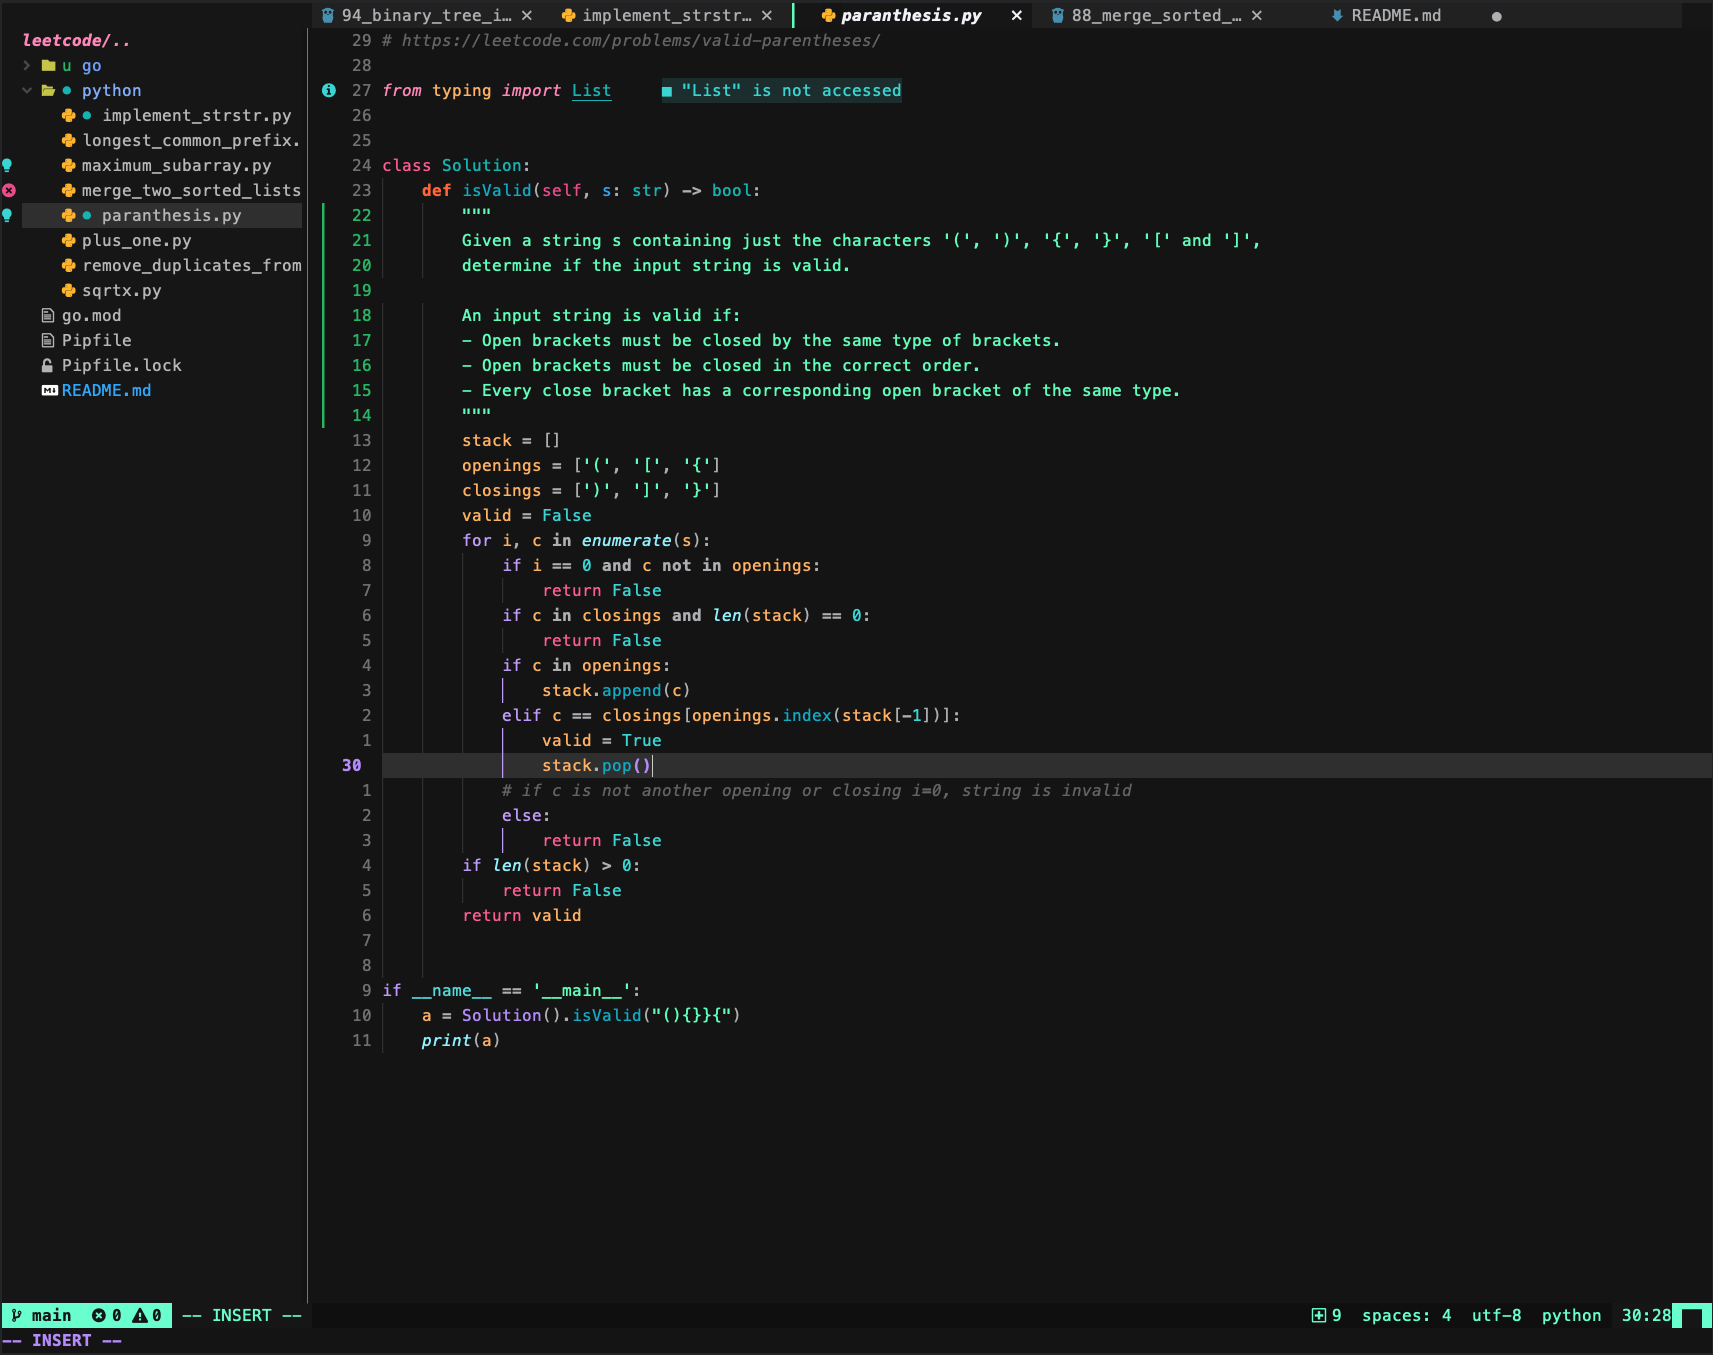 94_binary_tree_i… ✕ implement_strstr… ✕ paranthesis.py ✕ 88_merge_sorted_… ✕ README.md ●
leetcode/..
u go
python
implement_strstr.py
longest_common_prefix.
maximum_subarray.py
merge_two_sorted_lists
paranthesis.py
plus_one.py
remove_duplicates_from
sqrtx.py
go.mod
Pipfile
Pipfile.lock
README.md
29 # https://leetcode.com/problems/valid-parentheses/
28
27 from typing import List ■ "List" is not accessed
26
25
24 class Solution:
23 def isValid(self, s: str) -> bool:
22 """
21 Given a string s containing just the characters '(', ')', '{', '}', '[' and ']',
20 determine if the input string is valid.
19
18 An input string is valid if:
17 - Open brackets must be closed by the same type of brackets.
16 - Open brackets must be closed in the correct order.
15 - Every close bracket has a corresponding open bracket of the same type.
14 """
13 stack = []
12 openings = ['(', '[', '{']
11 closings = [')', ']', '}']
10 valid = False
9 for i, c in enumerate(s):
8 if i == 0 and c not in openings:
7 return False
6 if c in closings and len(stack) == 0:
5 return False
4 if c in openings:
3 stack.append(c)
2 elif c == closings[openings.index(stack[-1])]:
1 valid = True
30 stack.pop()
1 # if c is not another opening or closing i=0, string is invalid
2 else:
3 return False
4 if len(stack) > 0:
5 return False
6 return valid
7
8
9 if __name__ == '__main__':
10 a = Solution().isValid("(){}}{")
11 print(a)
main 0 0 -- INSERT -- 9 spaces: 4 utf-8 python 30:28
-- INSERT --